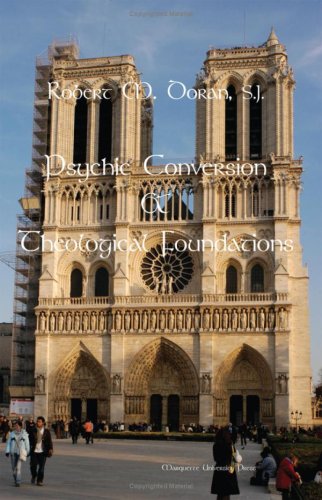 Robert M. Doran, S.J.
Psychic Conversion
&
Theological Foundations
Marquette University Press